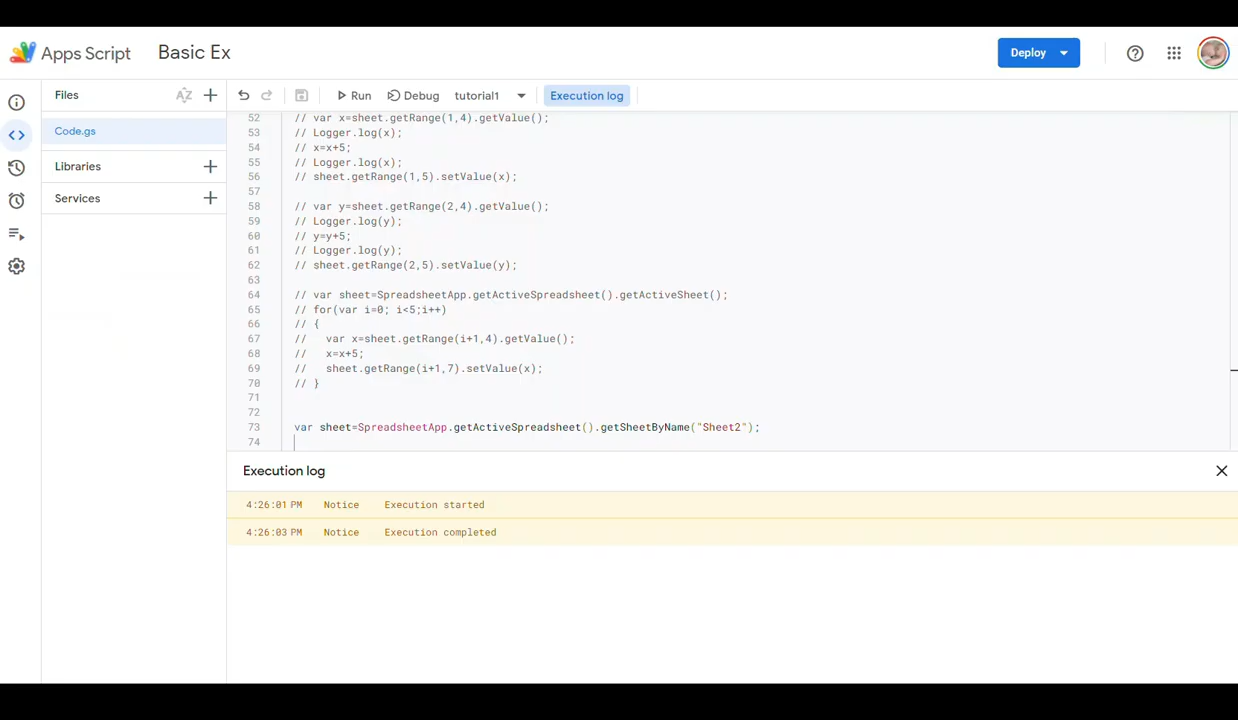 Apps Script
Basic Ex
Deploy
Files
Run
Debug
tutorial1
Execution log
Code.gs
Libraries
Services
52 // var x=sheet.getRange(1,4).getValue();
53 // Logger.log(x);
54 // x=x+5;
55 // Logger.log(x);
56 // sheet.getRange(1,5).setValue(x);
57
58 // var y=sheet.getRange(2,4).getValue();
59 // Logger.log(y);
60 // y=y+5;
61 // Logger.log(y);
62 // sheet.getRange(2,5).setValue(y);
63
64 // var sheet=SpreadsheetApp.getActiveSpreadsheet().getActiveSheet();
65 // for(var i=0; i<5;i++)
66 // {
67 //   var x=sheet.getRange(i+1,4).getValue();
68 //   x=x+5;
69 //   sheet.getRange(i+1,7).setValue(x);
70 // }
71
72
73 var sheet=SpreadsheetApp.getActiveSpreadsheet().getSheetByName("Sheet2");
74
Execution log
4:26:01 PM Notice Execution started
4:26:03 PM Notice Execution completed